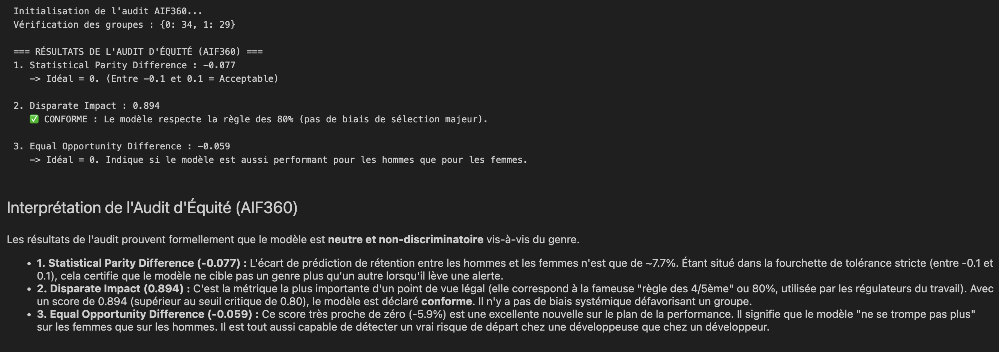 Initialisation de l'audit AIF360...
Vérification des groupes : {0: 34, 1: 29}
=== RÉSULTATS DE L'AUDIT D'ÉQUITÉ (AIF360) ===
1. Statistical Parity Difference : -0.077
-> Idéal = 0. (Entre -0.1 et 0.1 = Acceptable)
2. Disparate Impact : 0.894
✅ CONFORME : Le modèle respecte la règle des 80% (pas de biais de sélection majeur).
3. Equal Opportunity Difference : -0.059
-> Idéal = 0. Indique si le modèle est aussi performant pour les hommes que pour les femmes.
Interprétation de l'Audit d'Équité (AIF360)
Les résultats de l'audit prouvent formellement que le modèle est neutre et non-discriminatoire vis-à-vis du genre.
• 1. Statistical Parity Difference (-0.077) : L'écart de prédiction de rétention entre les hommes et les femmes n'est que de ~7.7%. Étant situé dans la fourchette de tolérance stricte (entre -0.1 et
0.1), cela certifie que le modèle ne cible pas un genre plus qu'un autre lorsqu'il lève une alerte.
• 2. Disparate Impact (0.894) : C'est la métrique la plus importante d'un point de vue légal (elle correspond à la fameuse "règle des 4/5ème" ou 80%, utilisée par les régulateurs du travail). Avec
un score de 0.894 (supérieur au seuil critique de 0.80), le modèle est déclaré conforme. Il n'y a pas de biais systémique défavorisant un groupe.
• 3. Equal Opportunity Difference (-0.059) : Ce score très proche de zéro (-5.9%) est une excellente nouvelle sur le plan de la performance. Il signifie que le modèle "ne se trompe pas plus"
sur les femmes que sur les hommes. Il est tout aussi capable de détecter un vrai risque de départ chez une développeuse que chez un développeur.